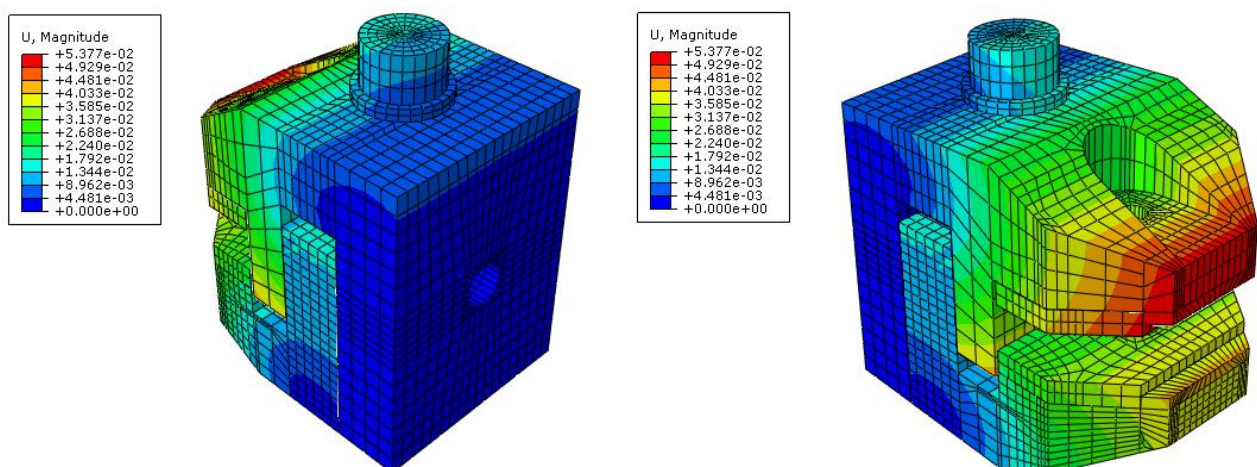 U, Magnitude
+5.377e-02
+4.929e-02
+4.481e-02
+4.033e-02
+3.585e-02
+3.137e-02
+2.688e-02
+2.240e-02
+1.792e-02
+1.344e-02
+8.962e-03
+4.481e-03
+0.000e+00
U, Magnitude
+5.377e-02
+4.929e-02
+4.481e-02
+4.033e-02
+3.585e-02
+3.137e-02
+2.688e-02
+2.240e-02
+1.792e-02
+1.344e-02
+8.962e-03
+4.481e-03
+0.000e+00